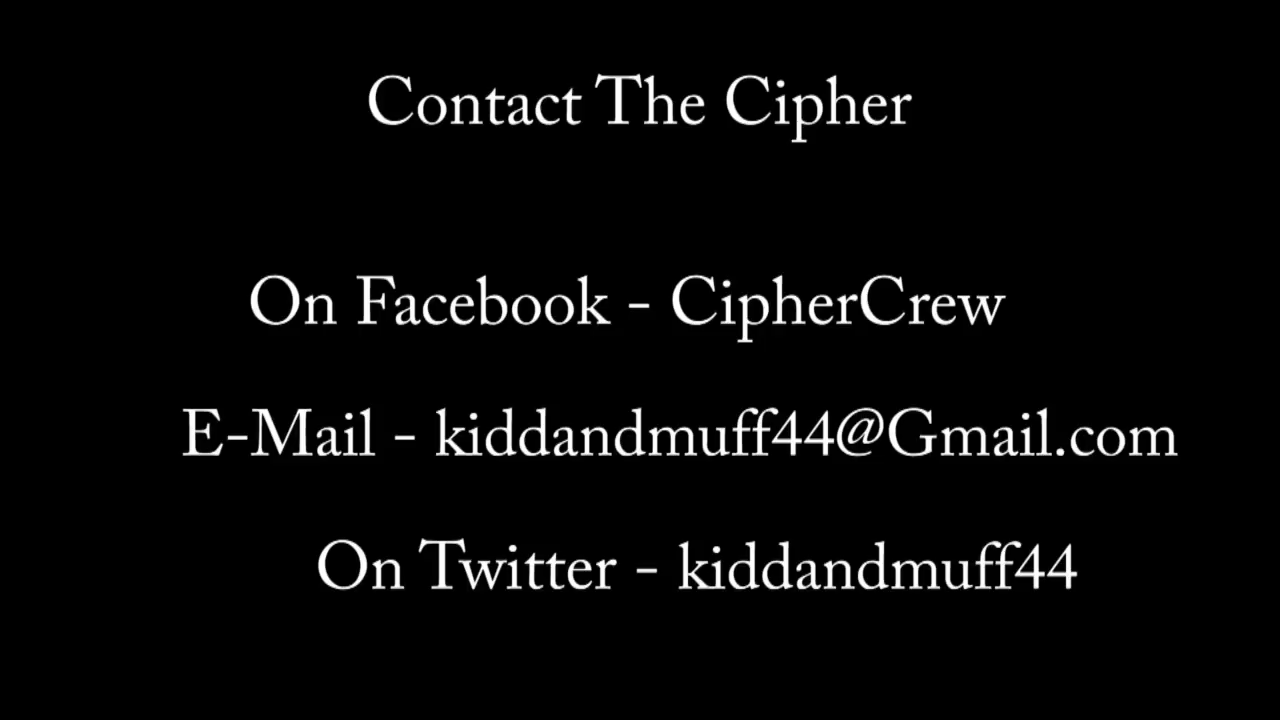 Contact The Cipher
On Facebook - CipherCrew
E-Mail - kiddandmuff44@Gmail.com
On Twitter - kiddandmuff44